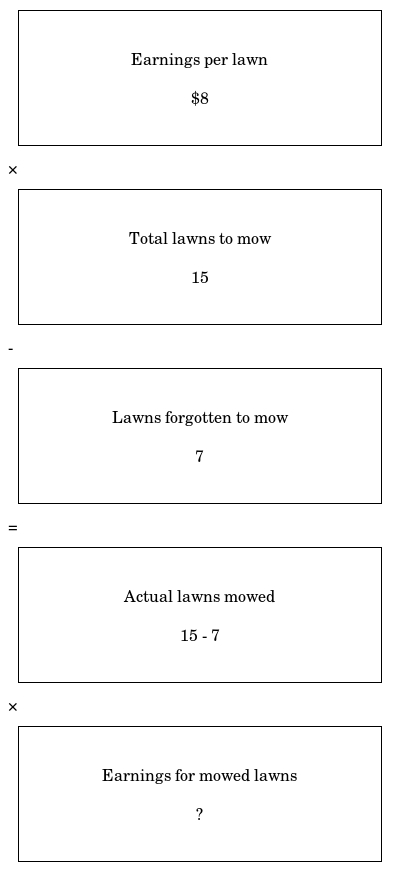 Earnings per lawn
$8
×
Total lawns to mow
15
-
Lawns forgotten to mow
7
=
Actual lawns mowed
15 - 7
×
Earnings for mowed lawns
?